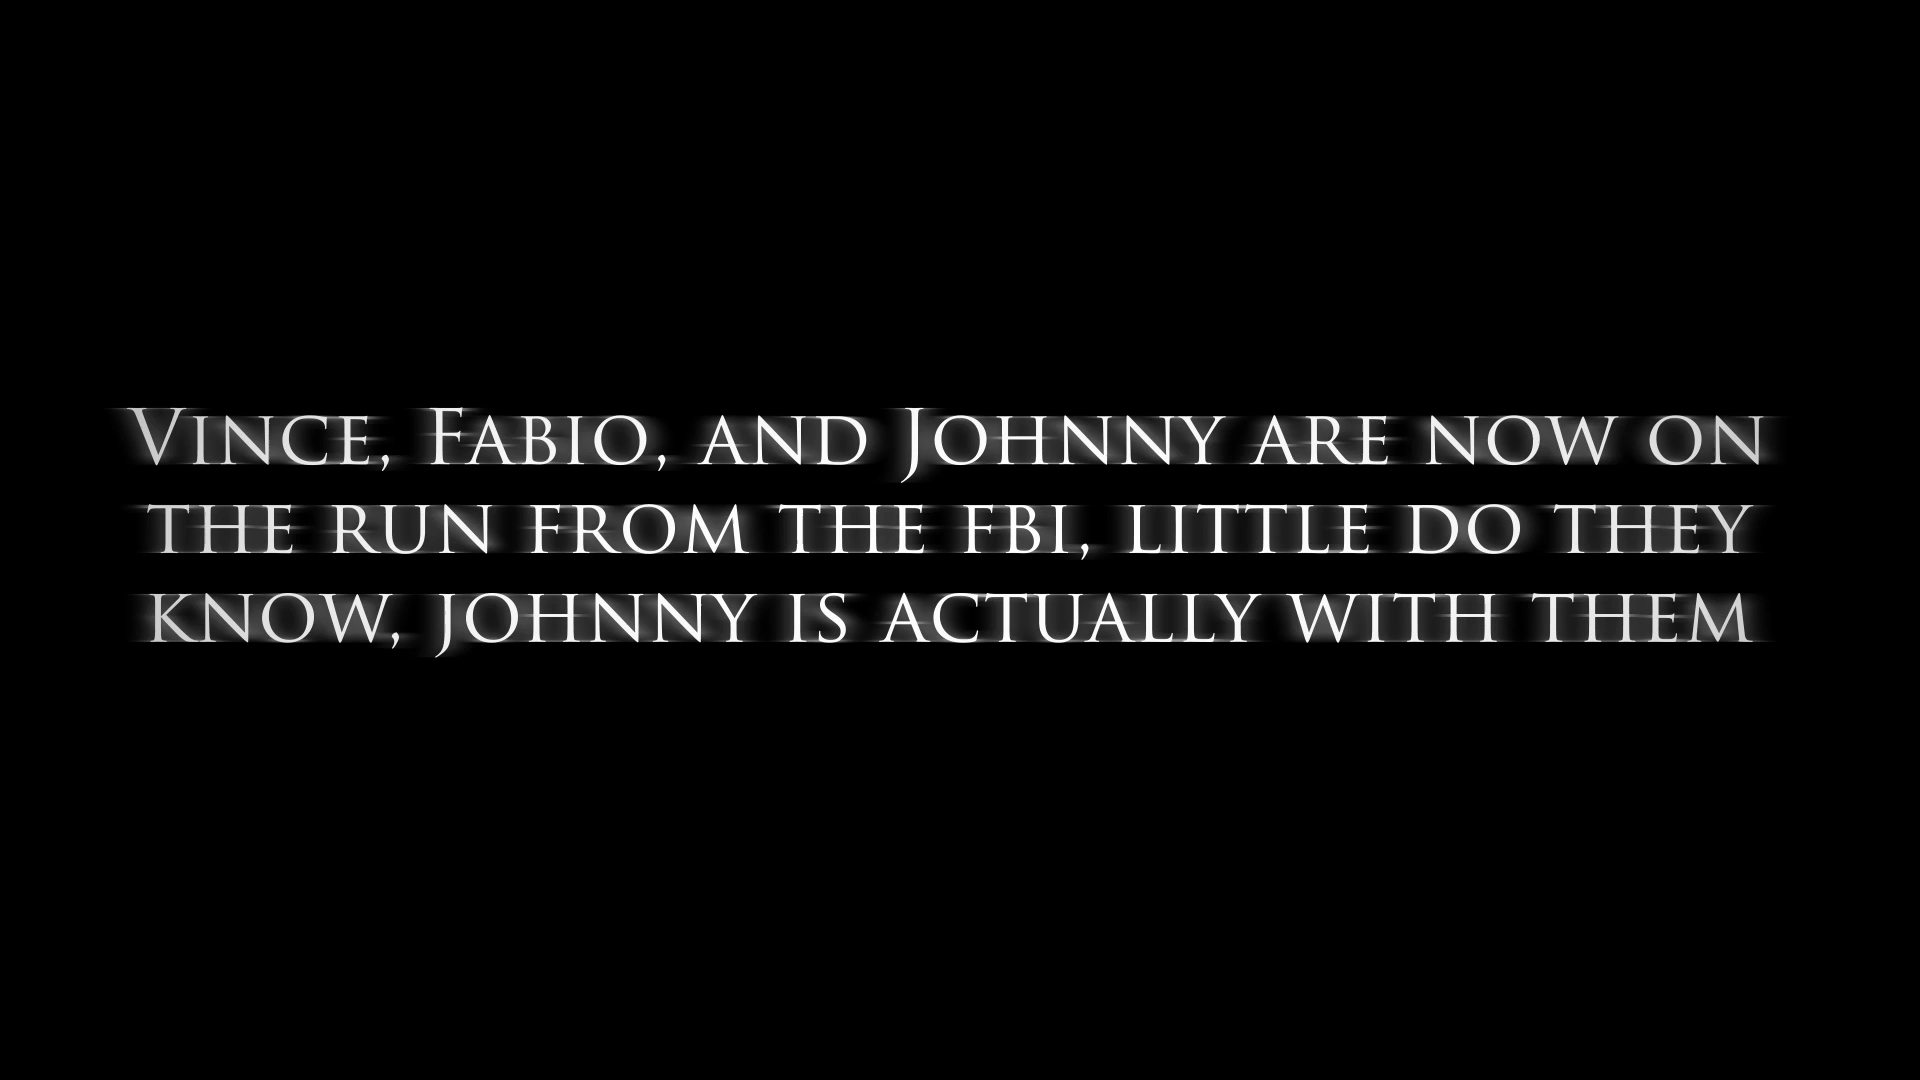 Vince, Fabio, and Johnny are now on
the run from the fbi, little do they
know, Johnny is actually with them